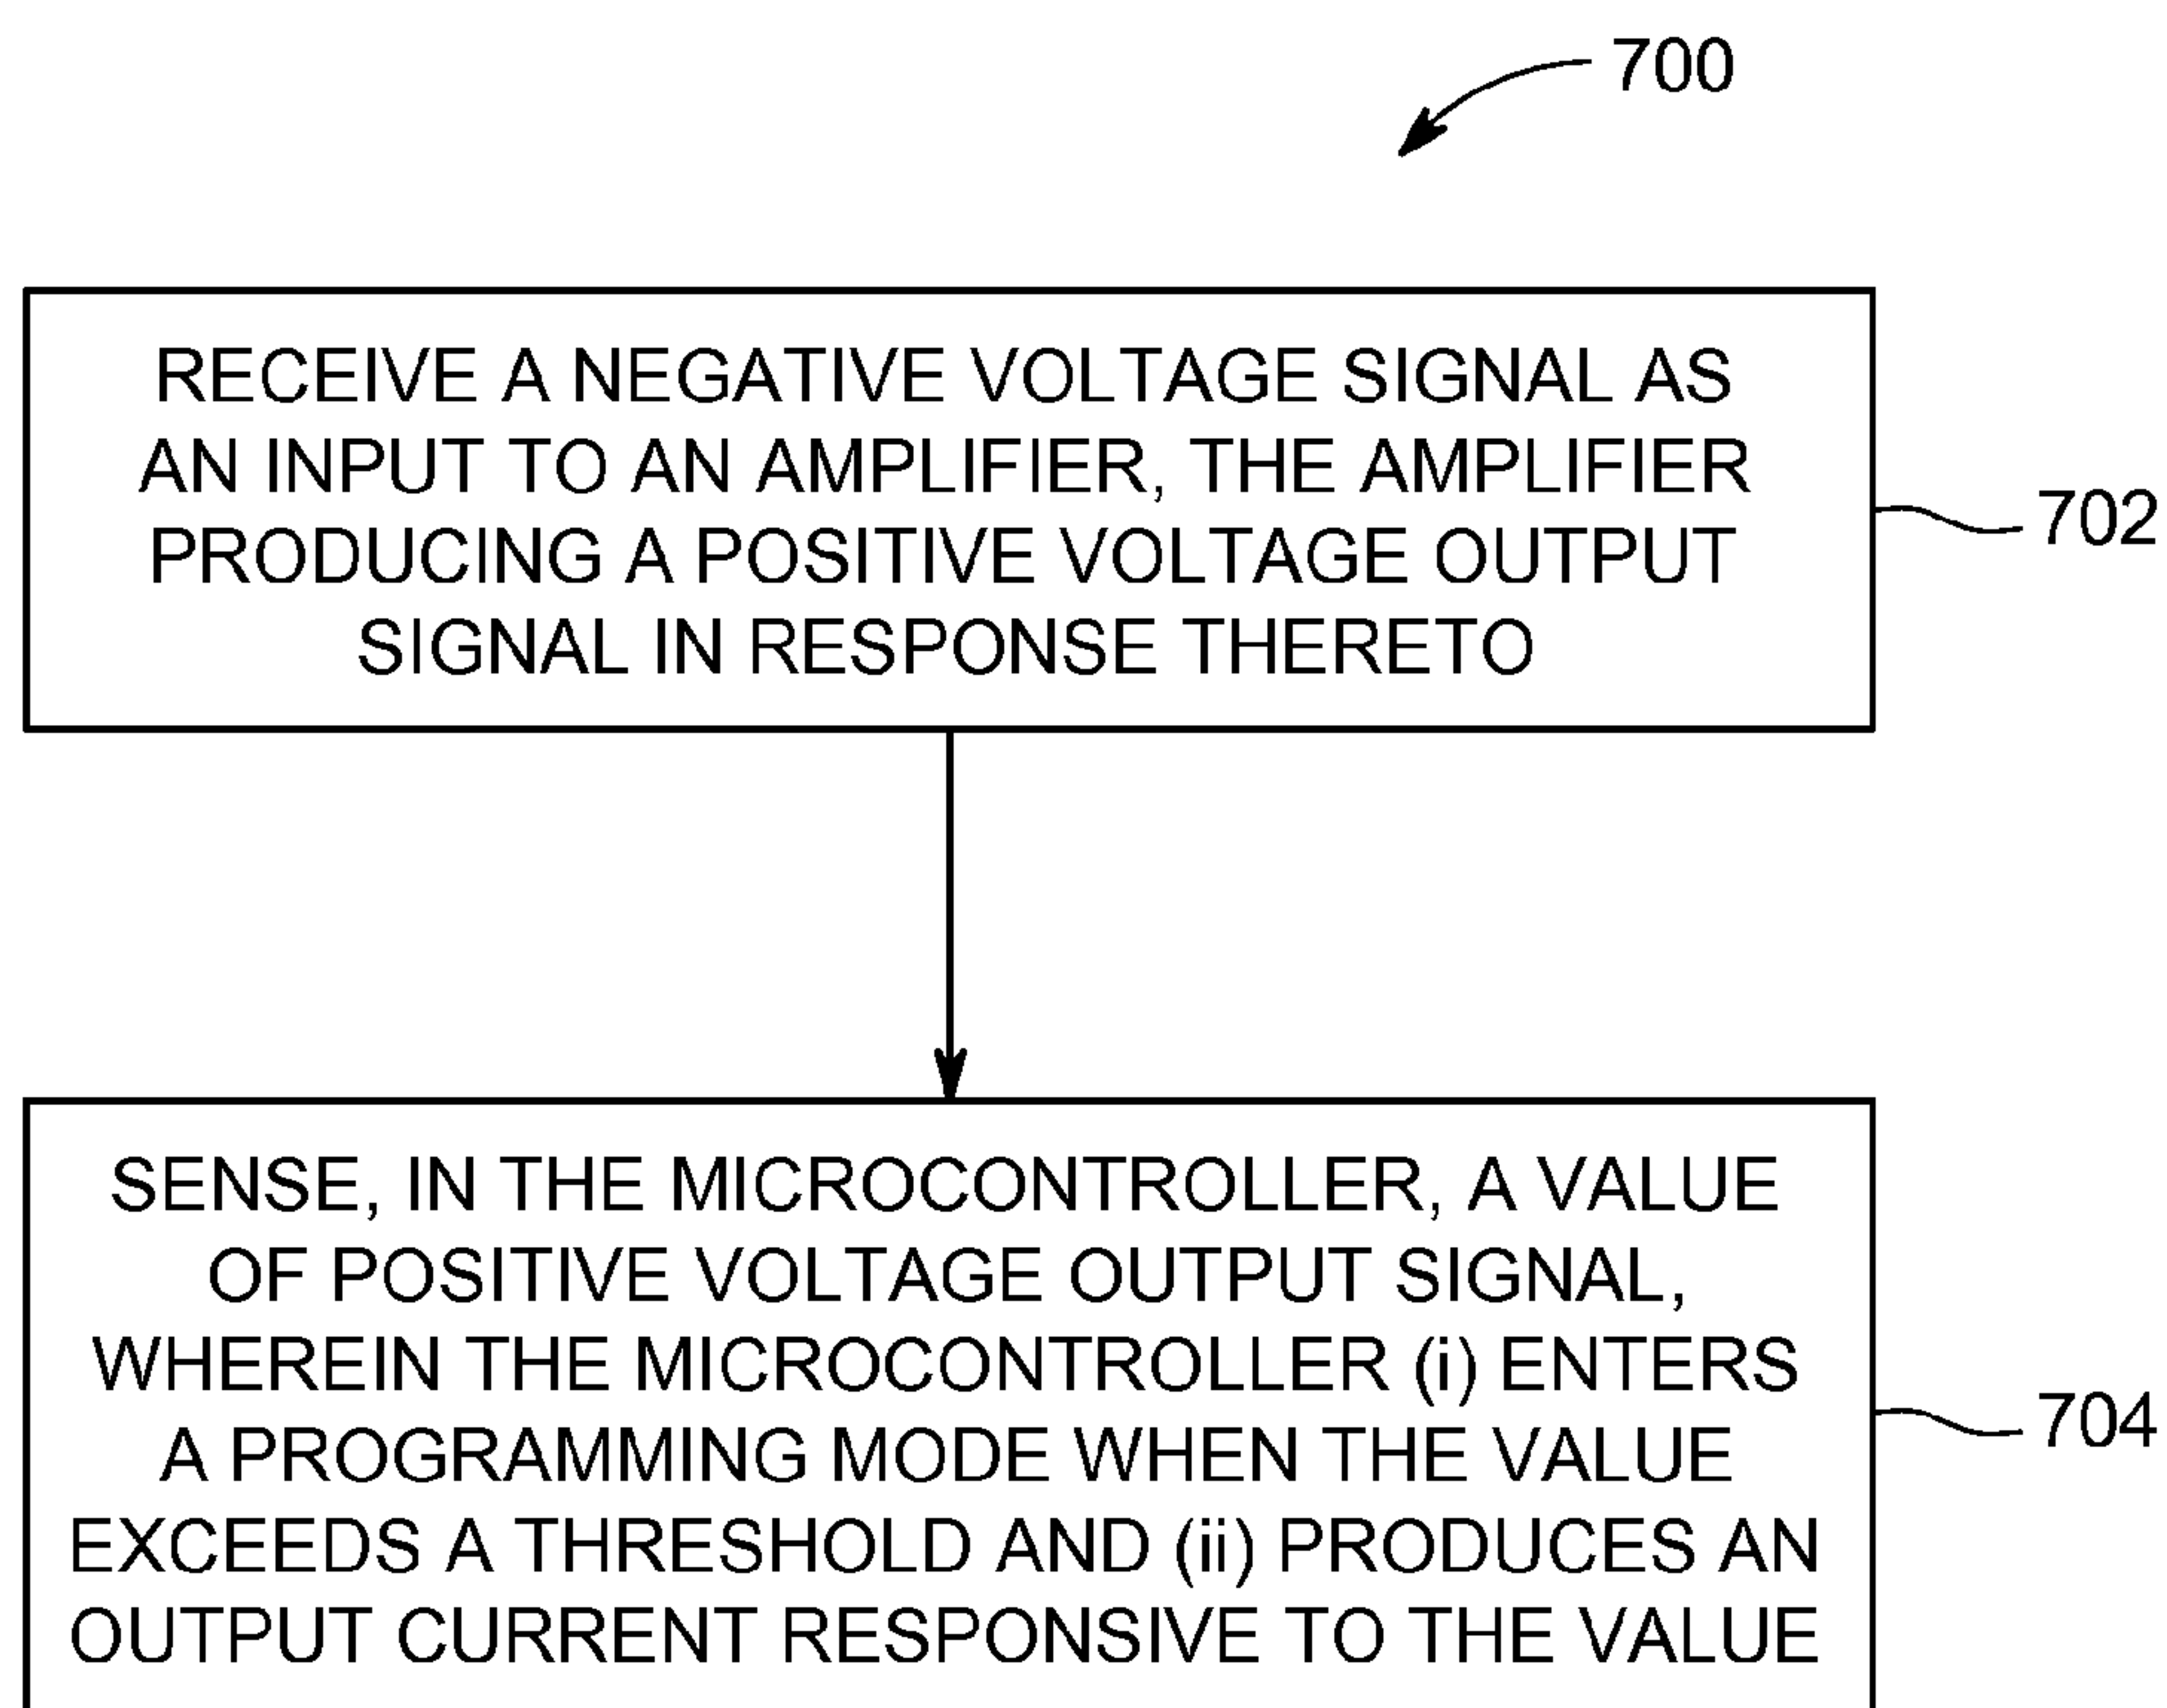 700
RECEIVE A NEGATIVE VOLTAGE SIGNAL AS
AN INPUT TO AN AMPLIFIER, THE AMPLIFIER
PRODUCING A POSITIVE VOLTAGE OUTPUT
SIGNAL IN RESPONSE THERETO
702
SENSE, IN THE MICROCONTROLLER, A VALUE
OF POSITIVE VOLTAGE OUTPUT SIGNAL,
WHEREIN THE MICROCONTROLLER (i) ENTERS
A PROGRAMMING MODE WHEN THE VALUE
EXCEEDS A THRESHOLD AND (ii) PRODUCES AN
OUTPUT CURRENT RESPONSIVE TO THE VALUE
704